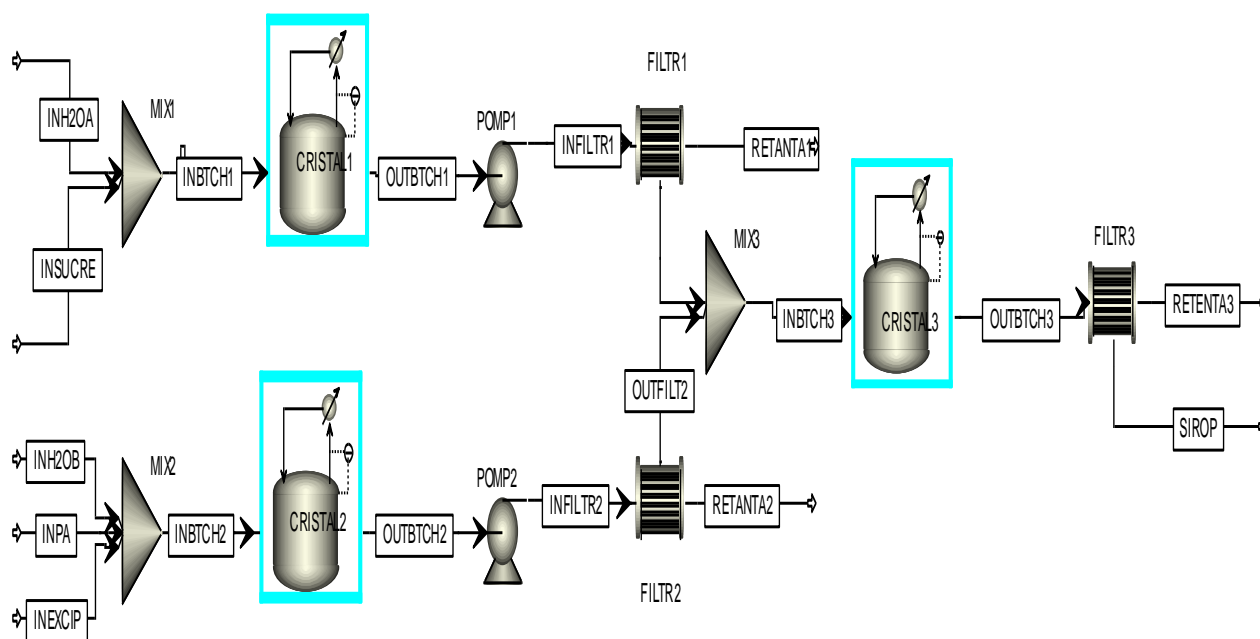 INH2OA
MIX1
INSUCRE
INBTCH1
CRISTAL1
OUTBTCH1
POMP1
INFILTR1
FILTR1
RETANTA1
MIX3
INBTCH3
CRISTAL3
OUTBTCH3
FILTR3
RETENTA3
SIROP
OUTFILT2
INH2OB
INPA
INEXCIP
MIX2
INBTCH2
CRISTAL2
OUTBTCH2
POMP2
INFILTR2
FILTR2
RETANTA2